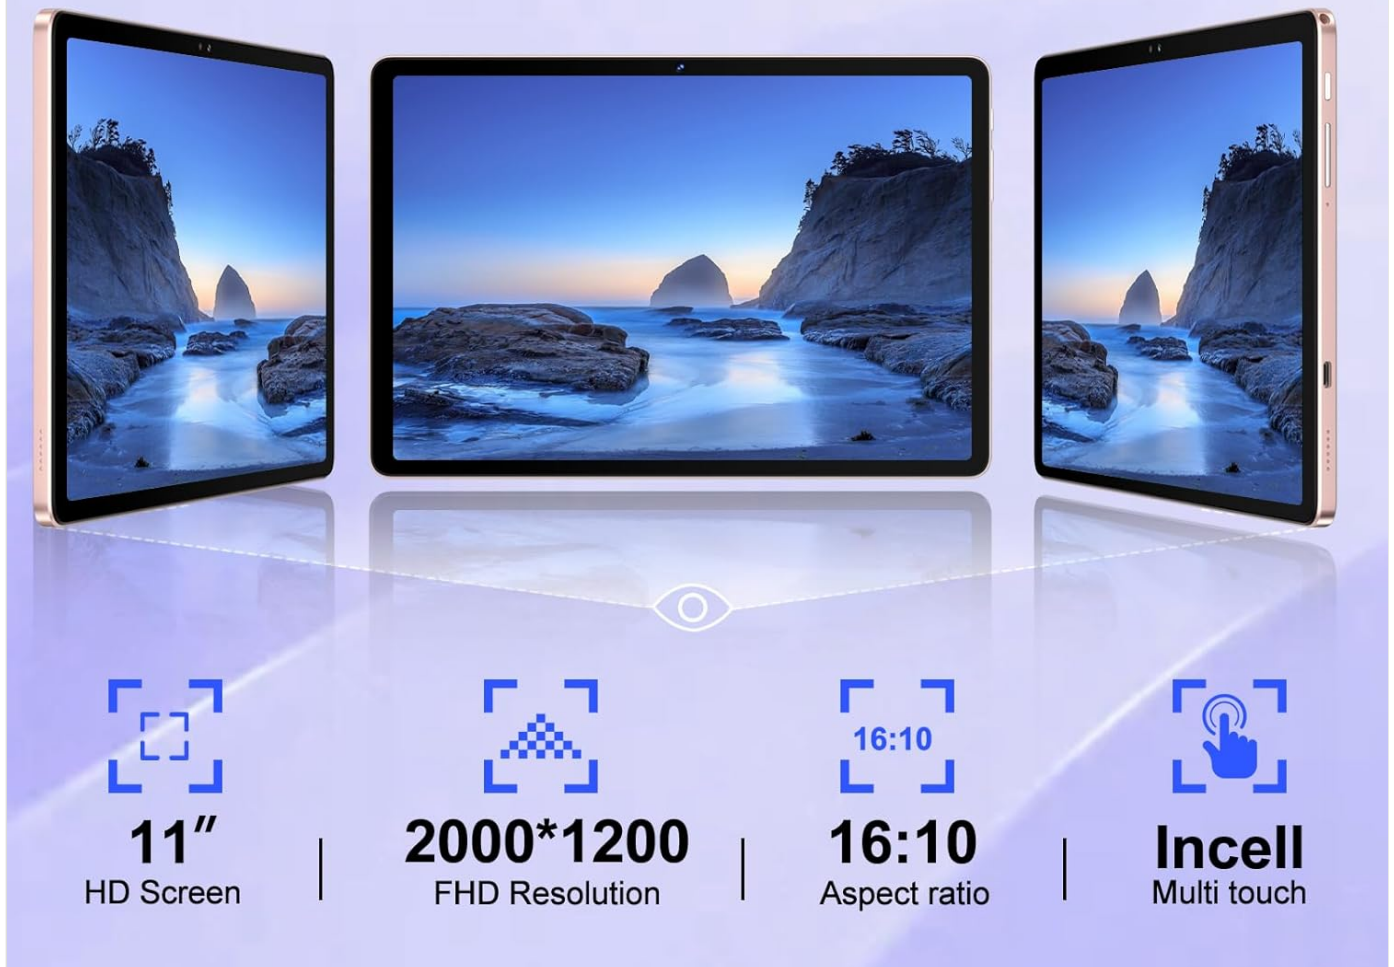 16:10
11″
HD Screen
2000*1200
FHD Resolution
16:10
Aspect ratio
Incell
Multi touch